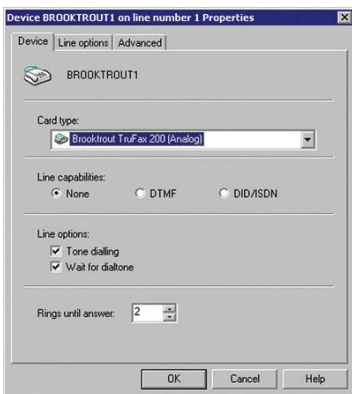 Device BROOKTROUT1 on line number 1 Properties
Device Line options Advanced
BROOKTROUT1
Card type:
Brooktrout TruFax 200 (Analog)
Line capabilities:
None DTMF DID/ISDN
Line options:
Tone dialling
Wait for dialtone
Rings until answer: 2
OK Cancel Help